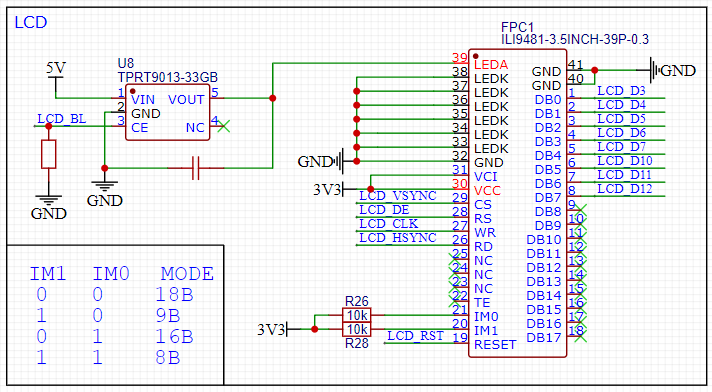 LCD
FPC1
ILI9481-3.5INCH-39P-0.3
U8
TPRT9013-33GB
5V
1 VIN VOUT 5
2 GND
3 CE NC 4
LCD_BL
GND
GND
39 LEDA
38 LEDK
37 LEDK
36 LEDK
35 LEDK
34 LEDK
33 LEDK
32 GND
31 VCI
30 VCC
29 CS
28 RS
27 WR
26 RD
25 NC
24 NC
23 NC
22 TE
21 IM0
20 IM1
19 RESET
GND
3V3
LCD_VSYNC
LCD_DE
LCD_CLK
LCD_HSYNC
R26
10k
10k
R28
3V3
LCD_RST
GND 41
GND 40
GND
DB0 1 LCD_D3
DB1 2 LCD_D4
DB2 3 LCD_D5
DB3 4 LCD_D6
DB4 5 LCD_D7
DB5 6 LCD_D10
DB6 7 LCD_D11
DB7 8 LCD_D12
DB8 9
DB9 10
DB10 11
DB11 12
DB12 13
DB13 14
DB14 15
DB15 16
DB16 17
DB17 18
IM1 IM0 MODE
0 0 18B
1 0 9B
0 1 16B
1 1 8B